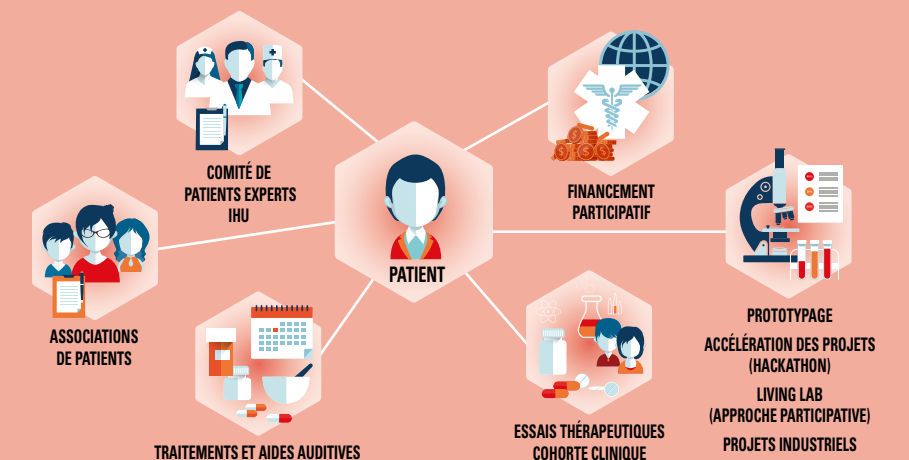 COMITÉ DE
PATIENTS EXPERTS
IHU
FINANCEMENT
PARTICIPATIF
PATIENT
ASSOCIATIONS
DE PATIENTS
PROTOTYPAGE
ACCÉLÉRATION DES PROJETS
(HACKATHON)
LIVING LAB
(APPROCHE PARTICIPATIVE)
PROJETS INDUSTRIELS
TRAITEMENTS ET AIDES AUDITIVES
ESSAIS THÉRAPEUTIQUES
COHORTE CLINIQUE